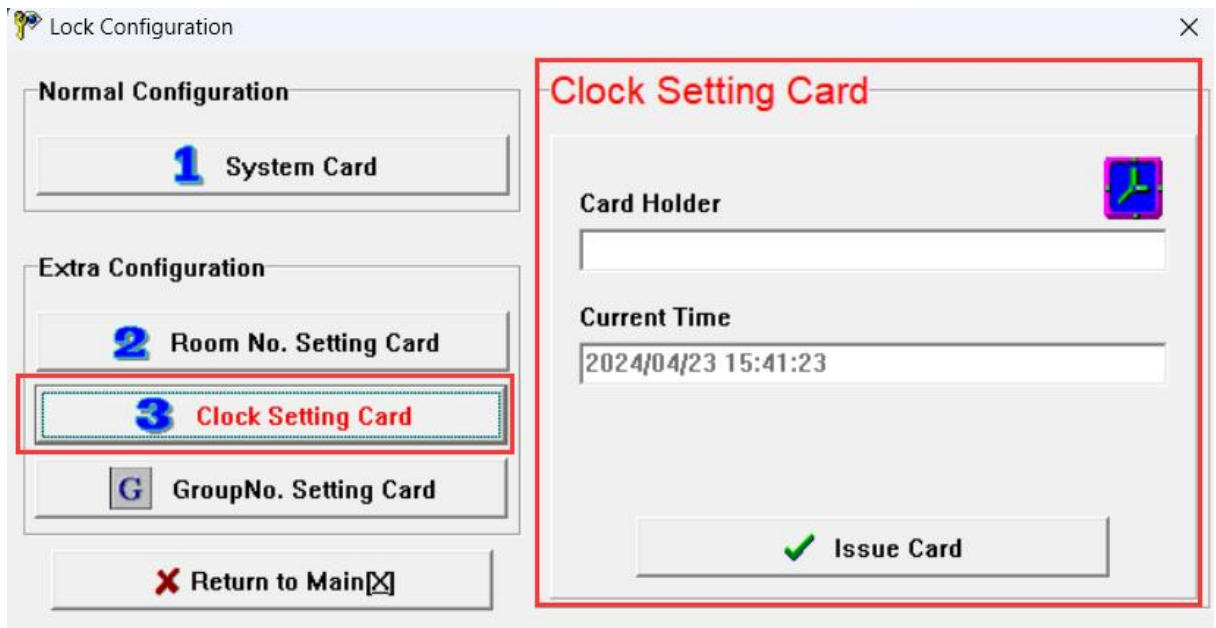 Lock Configuration
Normal Configuration
1 System Card
Extra Configuration
2 Room No. Setting Card
3 Clock Setting Card
G GroupNo. Setting Card
Return to Main[X]
Clock Setting Card
Card Holder
Current Time
2024/04/23 15:41:23
Issue Card